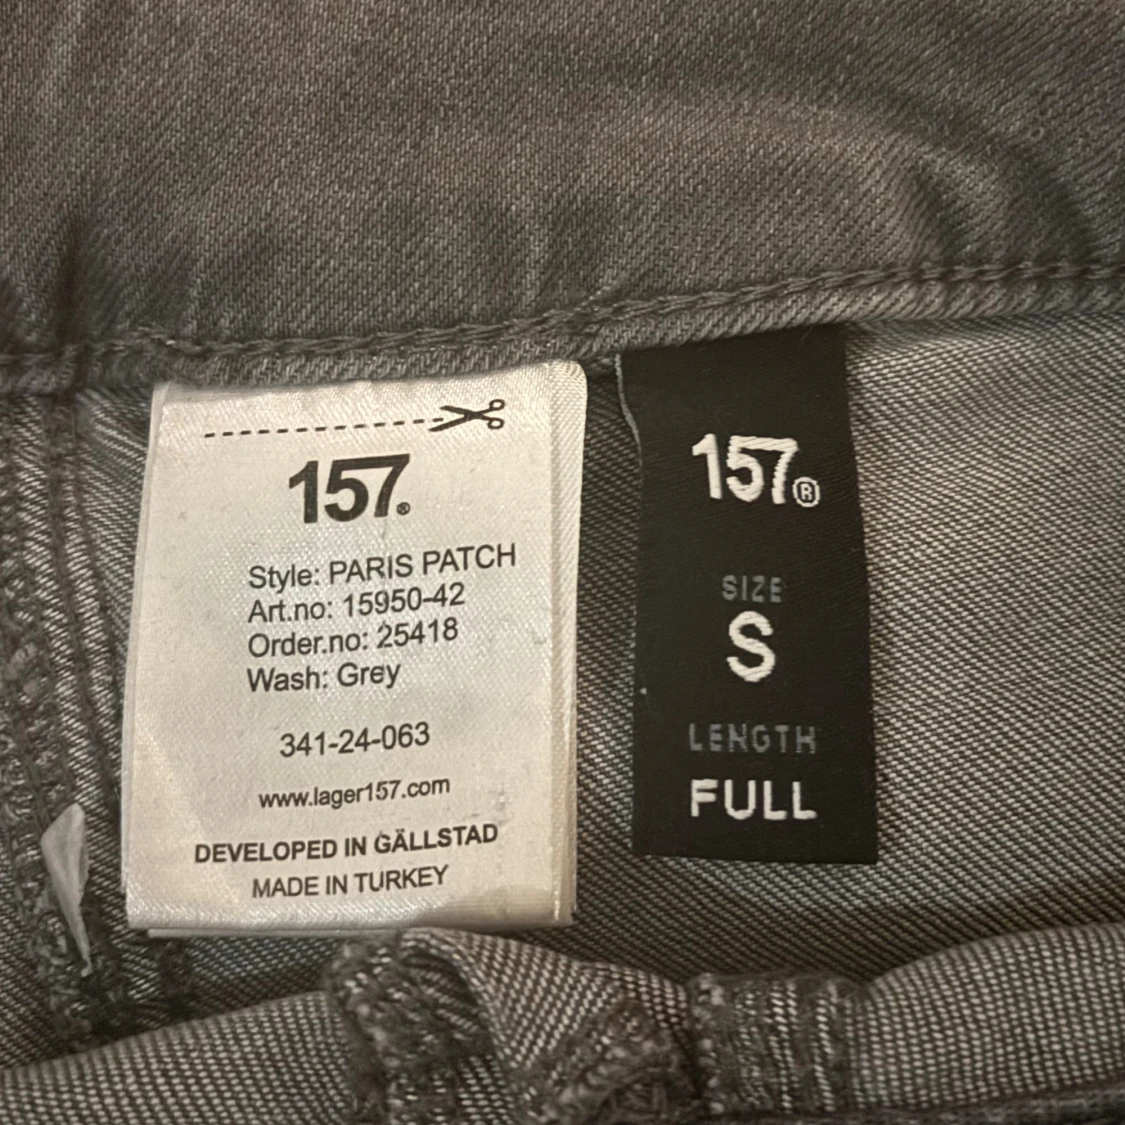 157®
Style: PARIS PATCH
Art.no: 15950-42
Order.no: 25418
Wash: Grey
341-24-063
www.lager157.com
DEVELOPED IN GÄLLSTAD
MADE IN TURKEY
157®
SIZE
S
LENGTH
FULL